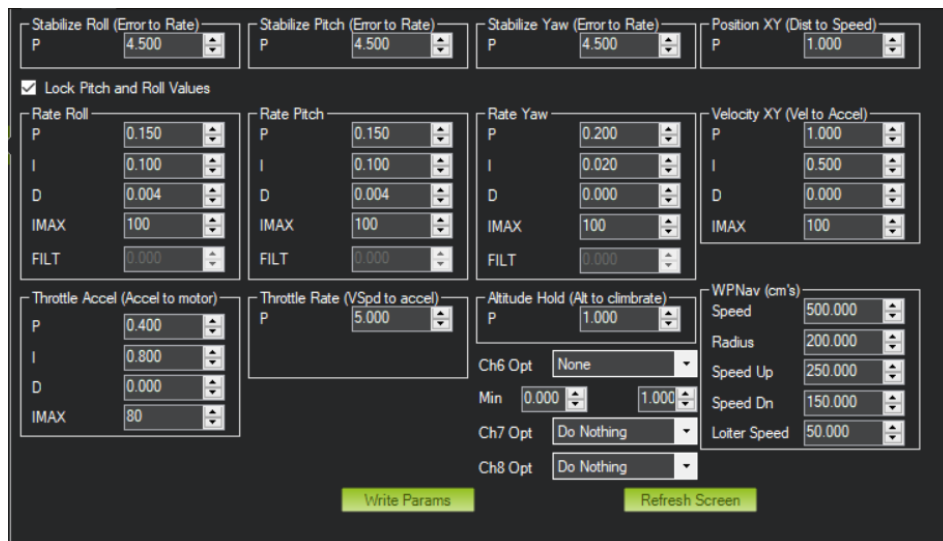 Stabilize Roll (Error to Rate)
P 4.500
Stabilize Pitch (Error to Rate)
P 4.500
Stabilize Yaw (Error to Rate)
P 4.500
Position XY (Dist to Speed)
P 1.000
Lock Pitch and Roll Values
Rate Roll
P 0.150
I 0.100
D 0.004
IMAX 100
FILT 0.000
Rate Pitch
P 0.150
I 0.100
D 0.004
IMAX 100
FILT 0.000
Rate Yaw
P 0.200
I 0.020
D 0.000
IMAX 100
FILT 0.000
Velocity XY (Vel to Accel)
P 1.000
I 0.500
D 0.000
IMAX 100
Throttle Accel (Accel to motor)
P 0.400
I 0.800
D 0.000
IMAX 80
Throttle Rate (VSpd to accel)
P 5.000
Altitude Hold (Alt to climbrate)
P 1.000
Ch6 Opt None
Min 0.000 1.000
Ch7 Opt Do Nothing
Ch8 Opt Do Nothing
WPNav (cm's)
Speed 500.000
Radius 200.000
Speed Up 250.000
Speed Dn 150.000
Loiter Speed 50.000
Write Params
Refresh Screen